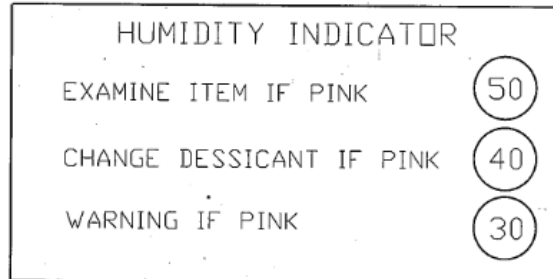 HUMIDITY INDICATOR
EXAMINE ITEM IF PINK 50
CHANGE DESSICANT IF PINK 40
WARNING IF PINK 30